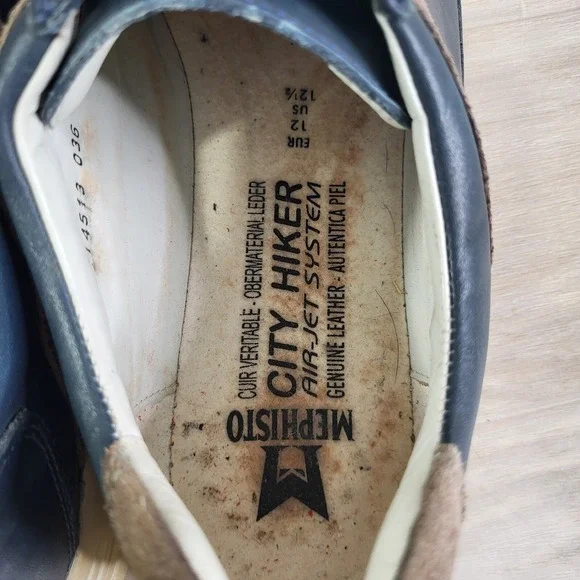 14513 036
EUR 12
US 12½
CUIR VERITABLE - OBERMATERIAL LEDER
CITY HIKER
AIR-JET SYSTEM
GENUINE LEATHER - AUTENTICA PIEL
MEPHISTO